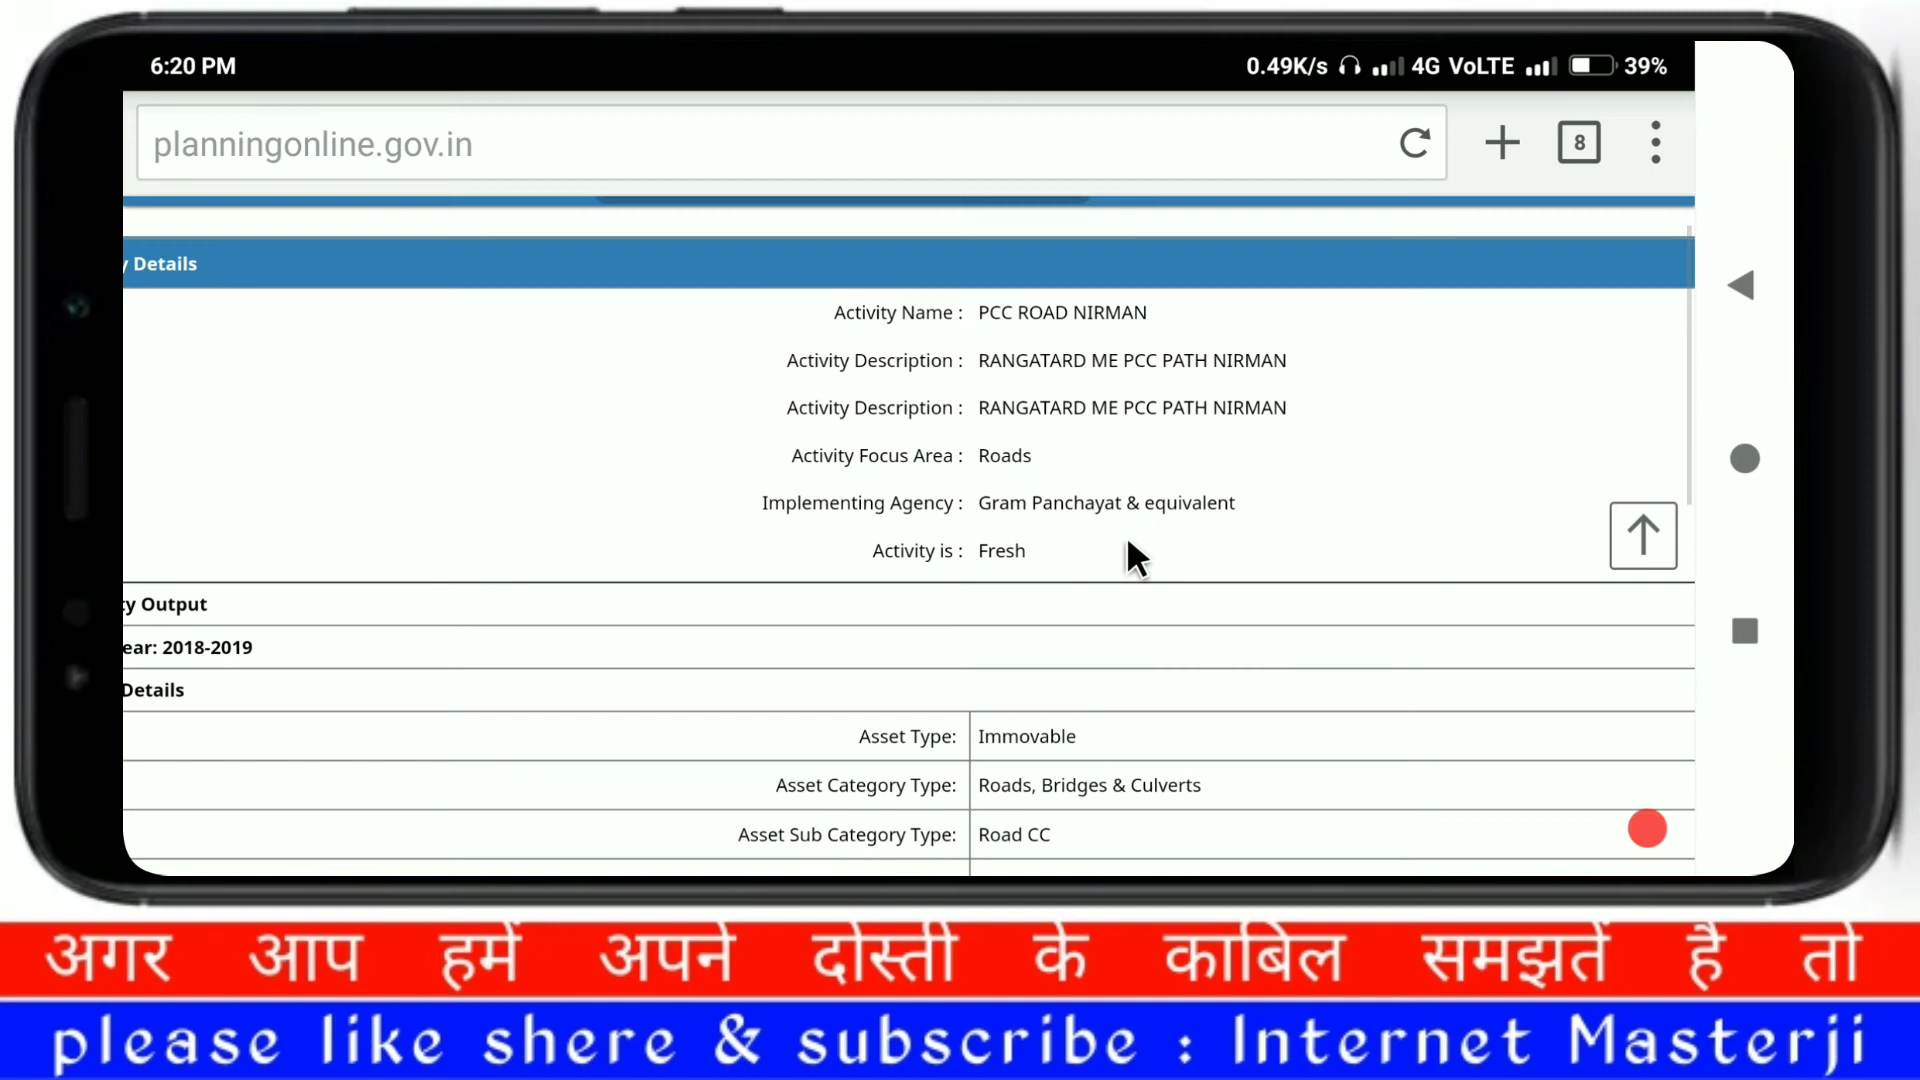 6:20 PM 0.49K/s 4G VoLTE 39%
planningonline.gov.in 8
y Details
Activity Name : PCC ROAD NIRMAN
Activity Description : RANGATARD ME PCC PATH NIRMAN
Activity Description : RANGATARD ME PCC PATH NIRMAN
Activity Focus Area : Roads
Implementing Agency : Gram Panchayat & equivalent
Activity is : Fresh
ty Output
ear: 2018-2019
Details
Asset Type: Immovable
Asset Category Type: Roads, Bridges & Culverts
Asset Sub Category Type: Road CC
अगर आप हमें अपने दोस्ती के काबिल समझतें है तो
please like shere & subscribe : Internet Masterji